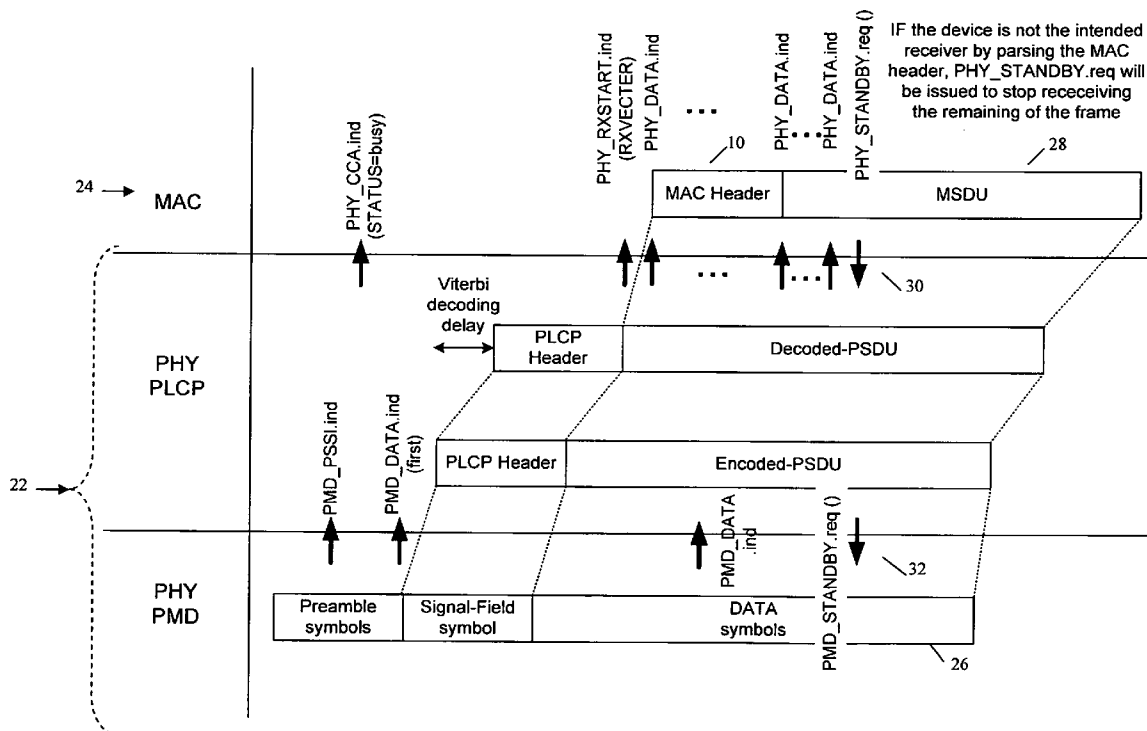 IF the device is not the intended
receiver by parsing the MAC
header, PHY_STANDBY.req will
be issued to stop receceiving
the remaining of the frame
PHY_CCA.ind
(STATUS=busy)
PHY_RXSTART.ind
(RXVECTER)
PHY_DATA.ind
...
PHY_DATA.ind
...
PHY_DATA.ind
PHY_STANDBY.req ()
10
28
24
MAC
MAC Header
MSDU
...
...
30
Viterbi
decoding
delay
PHY
PLCP
PLCP
Header
Decoded-PSDU
PMD_PSSI.ind
PMD_DATA.ind
(first)
PLCP Header
Encoded-PSDU
22
PMD_DATA
.ind
PMD_STANDBY.req ()
32
PHY
PMD
Preamble
symbols
Signal-Field
symbol
DATA
symbols
26